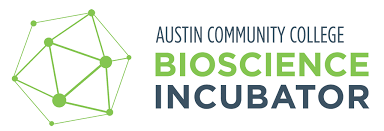 AUSTIN COMMUNITY COLLEGE
BIOSCIENCE
INCUBATOR